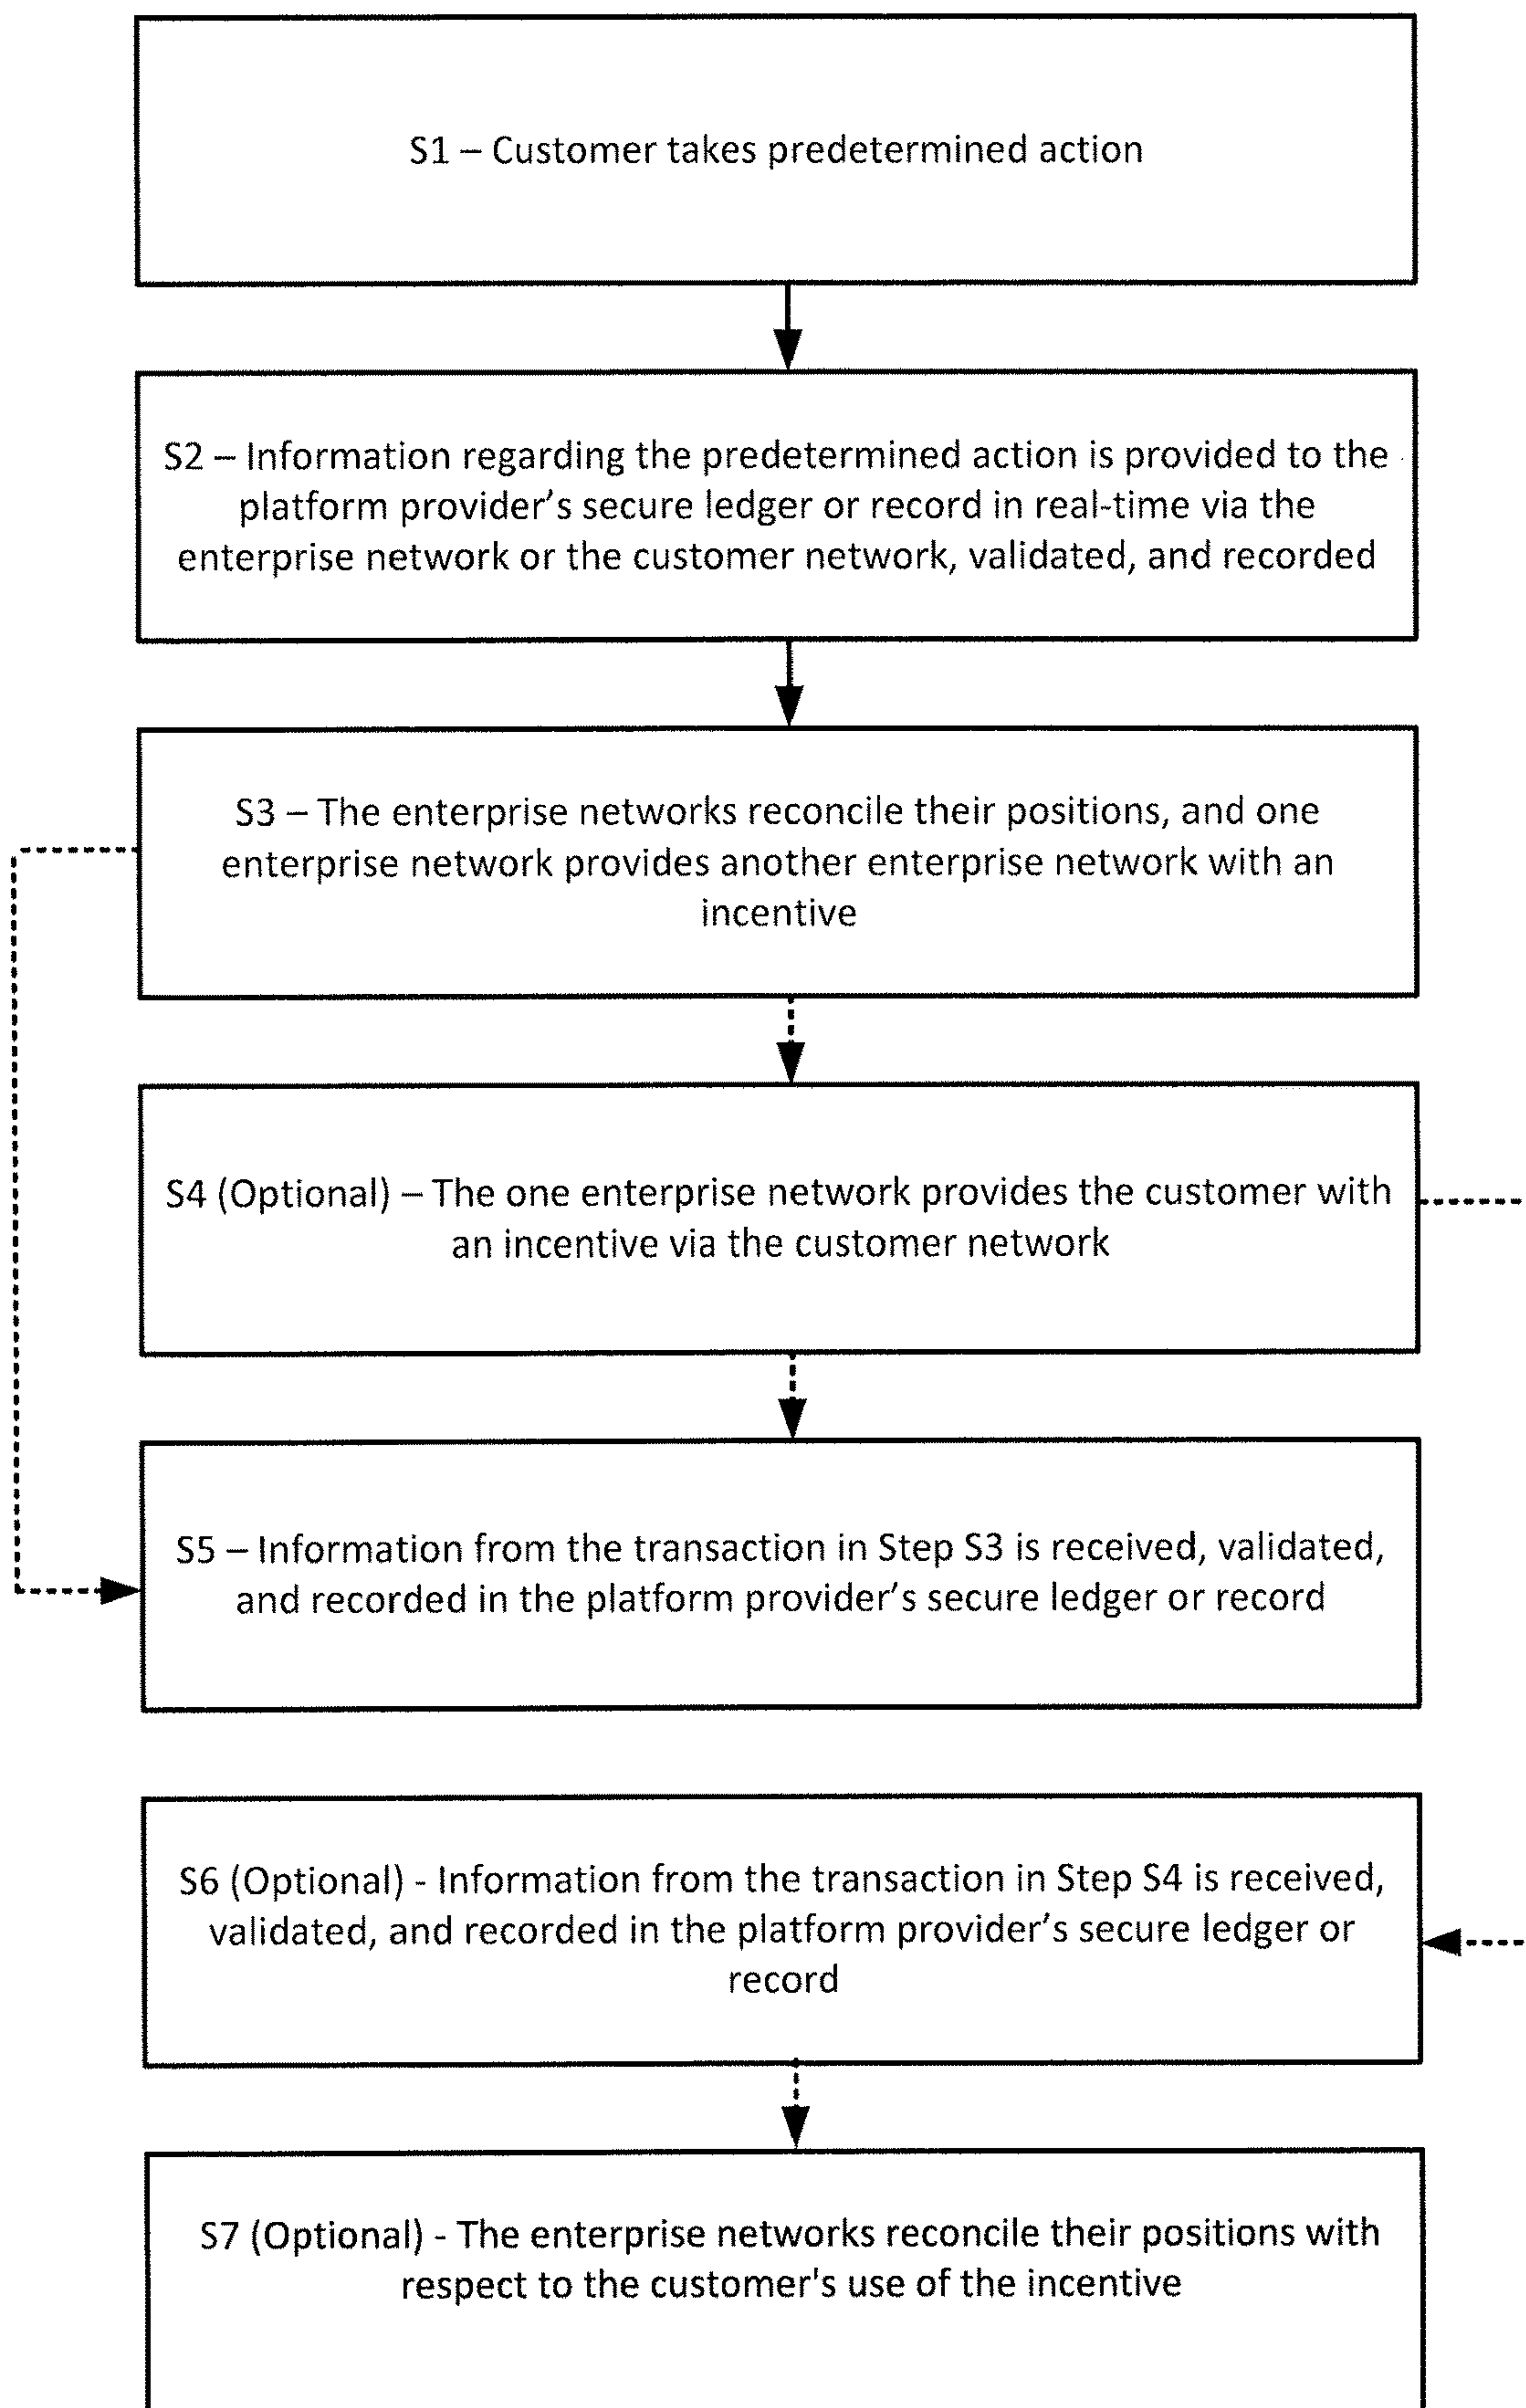 S1 – Customer takes predetermined action
S2 – Information regarding the predetermined action is provided to the
platform provider’s secure ledger or record in real-time via the
enterprise network or the customer network, validated, and recorded
S3 – The enterprise networks reconcile their positions, and one
enterprise network provides another enterprise network with an
incentive
S4 (Optional) – The one enterprise network provides the customer with
an incentive via the customer network
S5 – Information from the transaction in Step S3 is received, validated,
and recorded in the platform provider’s secure ledger or record
S6 (Optional) - Information from the transaction in Step S4 is received,
validated, and recorded in the platform provider’s secure ledger or
record
S7 (Optional) - The enterprise networks reconcile their positions with
respect to the customer's use of the incentive